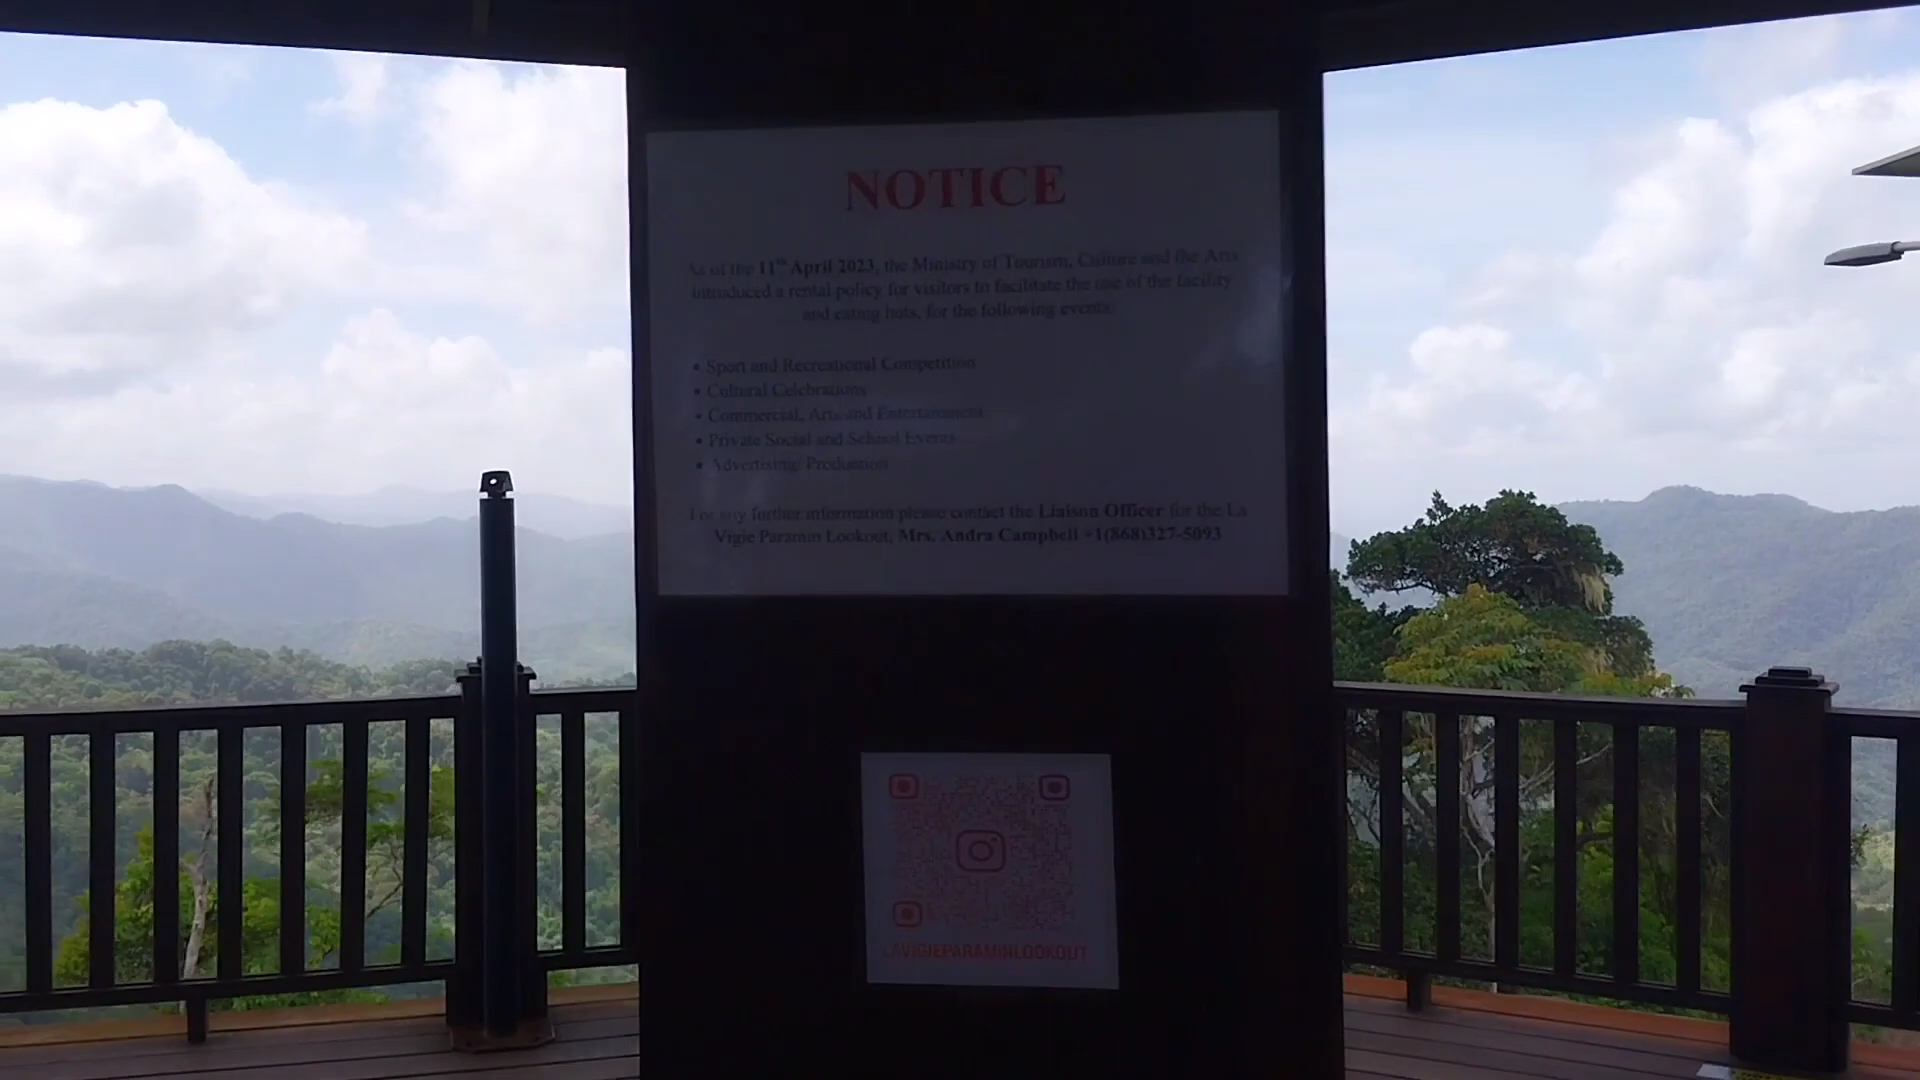 NOTICE
As of the 11th April 2023, the Ministry of Tourism, Culture and the Arts
introduced a rental policy for visitors to facilitate the use of the facility
and eating huts, for the following events:
• Sport and Recreational Competition
• Cultural Celebrations
• Commercial, Arts and Entertainment
• Private Social and School Events
• Advertising/ Production
For any further information please contact the Liaison Officer for the La
Vigie Paramin Lookout, Mrs. Andra Campbell +1(868)327-5093
LAVIGIEPARAMINLOOKOUT